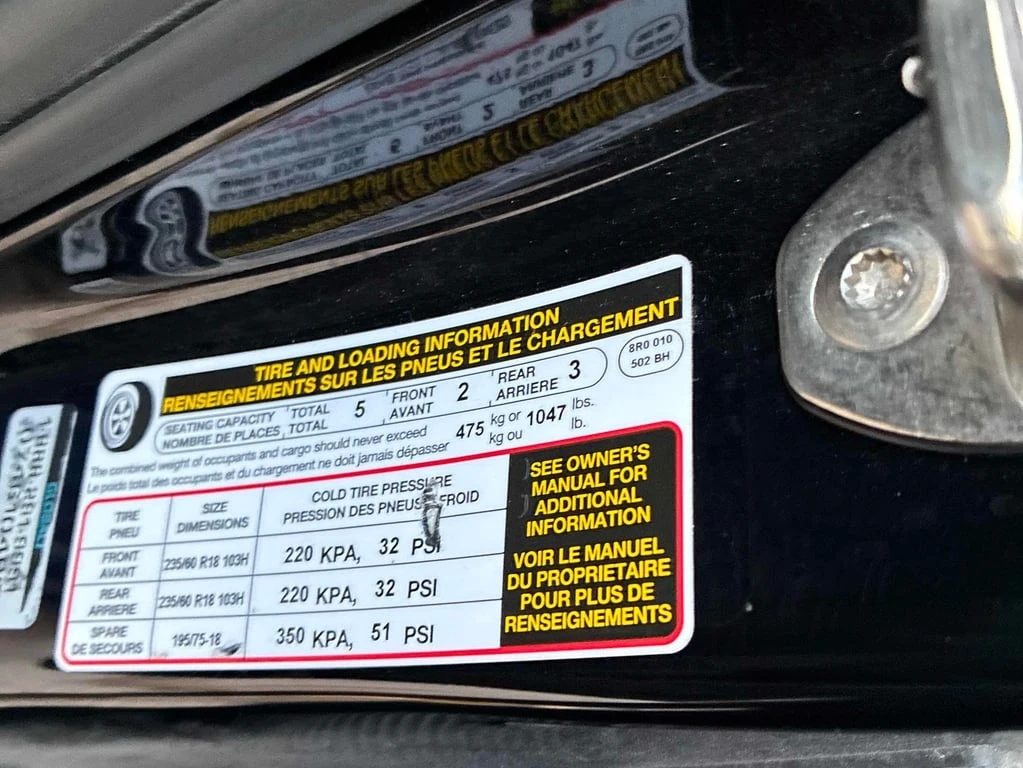 TIRE AND LOADING INFORMATION
RENSEIGNEMENTS SUR LES PNEUS ET LE CHARGEMENT
8R0 010
502 BH
SEATING CAPACITY TOTAL 5 FRONT 2 REAR 3
NOMBRE DE PLACES TOTAL AVANT ARRIERE
The combined weight of occupants and cargo should never exceed 475 kg or 1047 lbs.
Le poids total des occupants et du chargement ne doit jamais dépasser kg ou lb.
TIRE SIZE COLD TIRE PRESSURE
PNEU DIMENSIONS PRESSION DES PNEUS FROID
FRONT 235/60 R18 103H 220 KPA, 32 PSI
AVANT
REAR 235/60 R18 103H 220 KPA, 32 PSI
ARRIERE
SPARE 195/75-18 350 KPA, 51 PSI
DE SECOURS
SEE OWNER'S
MANUAL FOR
ADDITIONAL
INFORMATION
VOIR LE MANUEL
DU PROPRIETAIRE
POUR PLUS DE
RENSEIGNEMENTS